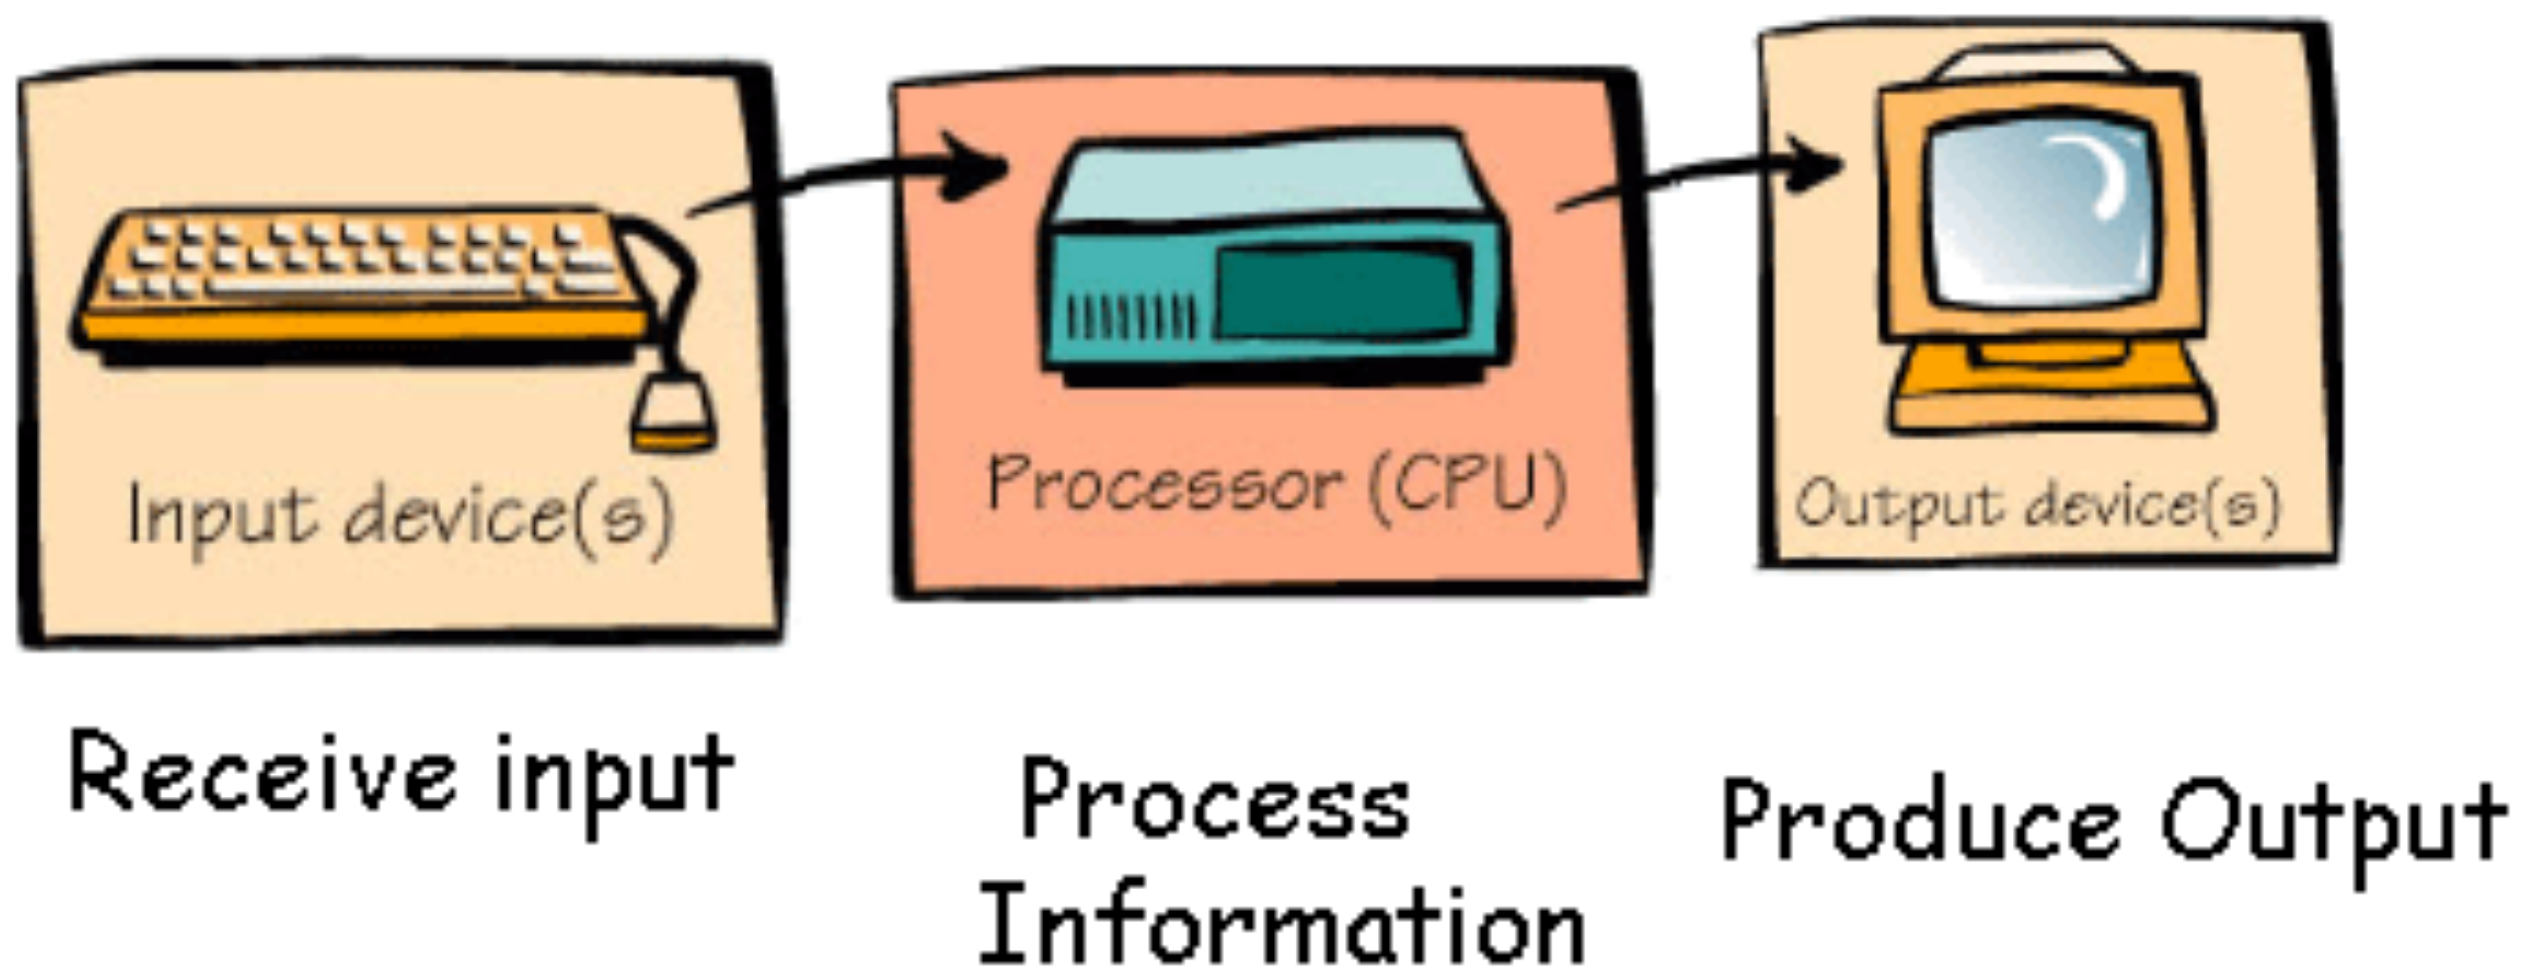 Input device(s)
Processor (CPU)
Output device(s)
Receive input
Process
Information
Produce Output